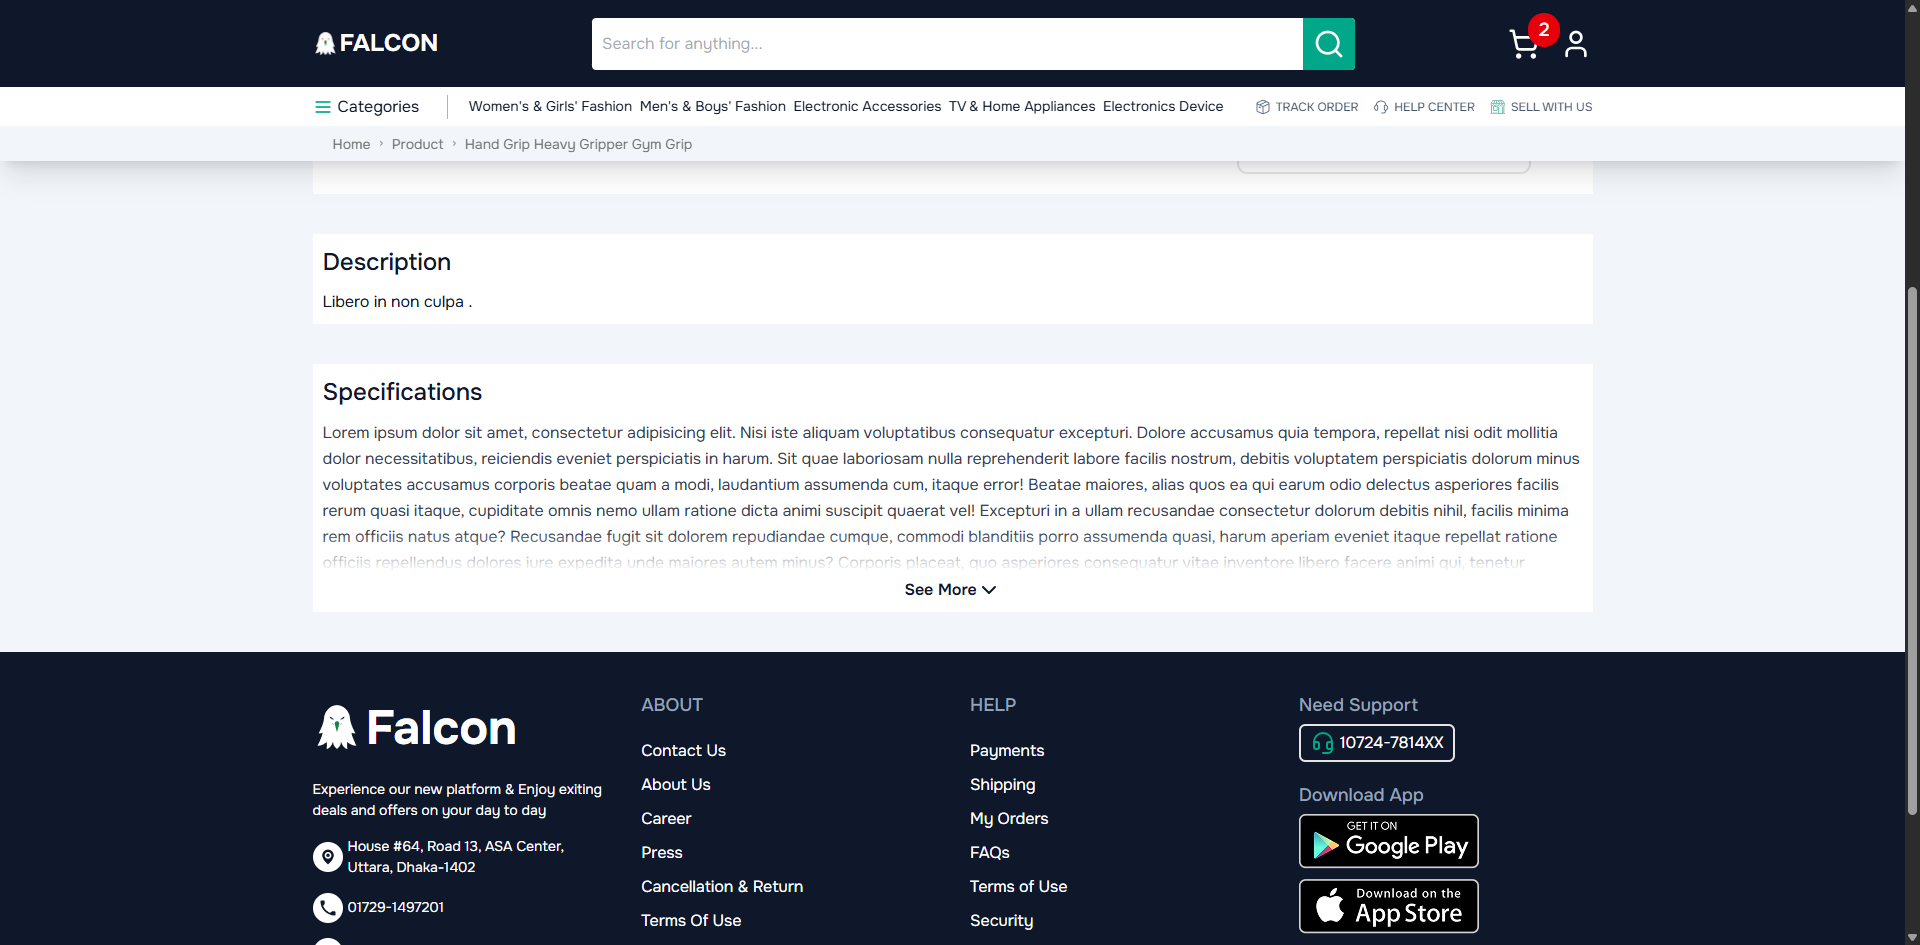 FALCON
Search for anything...
2
Categories
Women's & Girls' Fashion Men's & Boys' Fashion Electronic Accessories TV & Home Appliances Electronics Device
TRACK ORDER HELP CENTER SELL WITH US
Home › Product › Hand Grip Heavy Gripper Gym Grip
Description
Libero in non culpa .
Specifications
Lorem ipsum dolor sit amet, consectetur adipisicing elit. Nisi iste aliquam voluptatibus consequatur excepturi. Dolore accusamus quia tempora, repellat nisi odit mollitia
dolor necessitatibus, reiciendis eveniet perspiciatis in harum. Sit quae laboriosam nulla reprehenderit labore facilis nostrum, debitis voluptatem perspiciatis dolorum minus
voluptates accusamus corporis beatae quam a modi, laudantium assumenda cum, itaque error! Beatae maiores, alias quos ea qui earum odio delectus asperiores facilis
rerum quasi itaque, cupiditate omnis nemo ullam ratione dicta animi suscipit quaerat vel! Excepturi in a ullam recusandae consectetur dolorum debitis nihil, facilis minima
rem officiis natus atque? Recusandae fugit sit dolorem repudiandae cumque, commodi blanditiis porro assumenda quasi, harum aperiam eveniet itaque repellat ratione
officiis repellendus dolores iure expedita unde maiores autem minus? Corporis placeat, quo asperiores consequatur vitae inventore libero facere animi qui, tenetur
See More
Falcon
Experience our new platform & Enjoy exiting
deals and offers on your day to day
House #64, Road 13, ASA Center,
Uttara, Dhaka-1402
01729-1497201
ABOUT
Contact Us
About Us
Career
Press
Cancellation & Return
Terms Of Use
HELP
Payments
Shipping
My Orders
FAQs
Terms of Use
Security
Need Support
10724-7814XX
Download App
GET IT ON
Google Play
Download on the
App Store